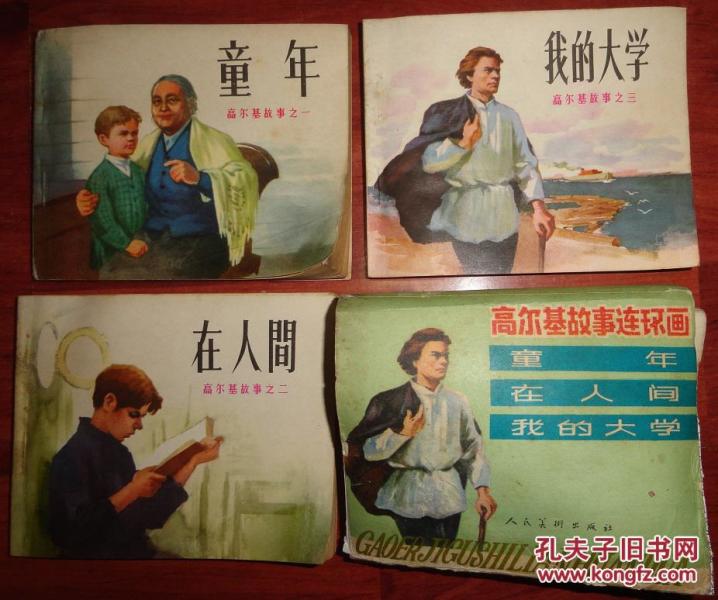 童年
高尔基故事之一
我的大学
高尔基故事之三
在人間
高尔基故事之二
高尔基故事连环画
童年
在人间
我的大学
人民美術出版社
GAOERJIGUSHILI
孔夫子旧书网
www.kongfz.com